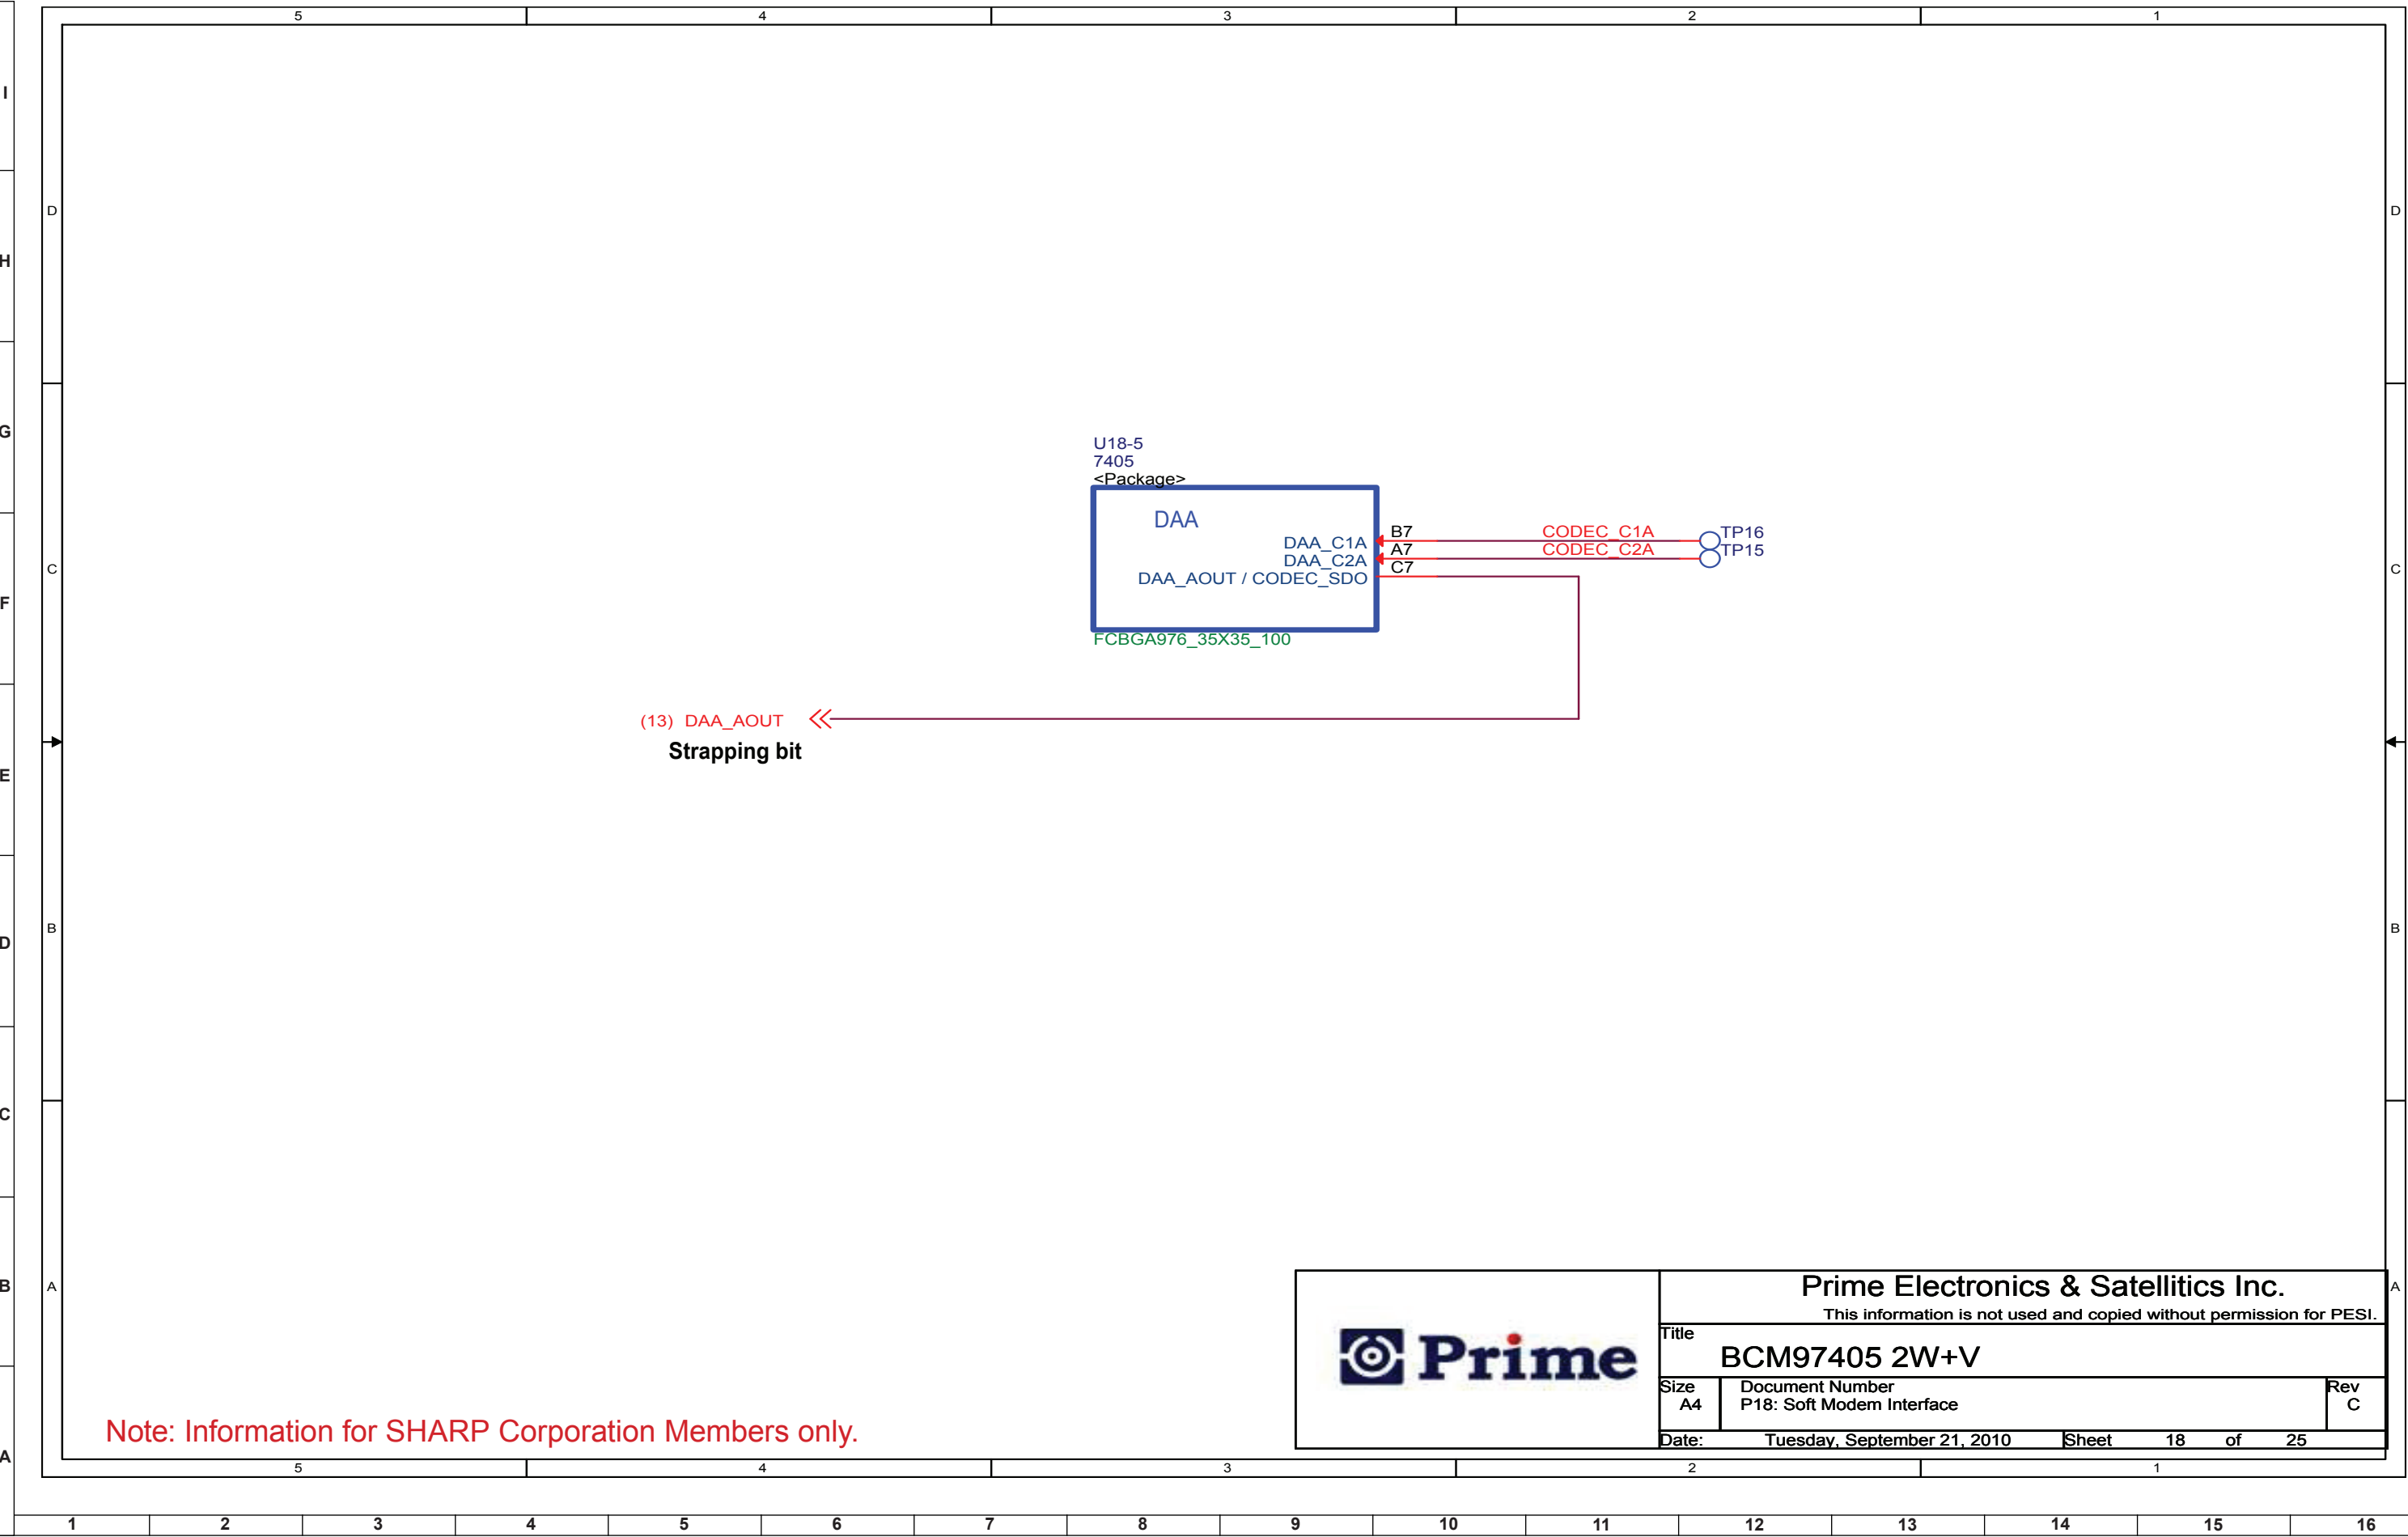 5 4 3 2 1
I
D D
H
G
U18-5
7405
<Package>
DAA
DAA_C1A B7 CODEC_C1A TP16
DAA_C2A A7 CODEC_C2A TP15
DAA_AOUT / CODEC_SDO C7
C C
F
FCBGA976_35X35_100
(13) DAA_AOUT
Strapping bit
E
B B
D
C
B A A
Prime
Prime Electronics & Satellitics Inc.
This information is not used and copied without permission for PESI.
Title
BCM97405 2W+V
Size
A4
Document Number
P18: Soft Modem Interface
Rev
C
Date: Tuesday, September 21, 2010 Sheet 18 of 25
Note: Information for SHARP Corporation Members only.
A
5 4 3 2 1
1 2 3 4 5 6 7 8 9 10 11 12 13 14 15 16